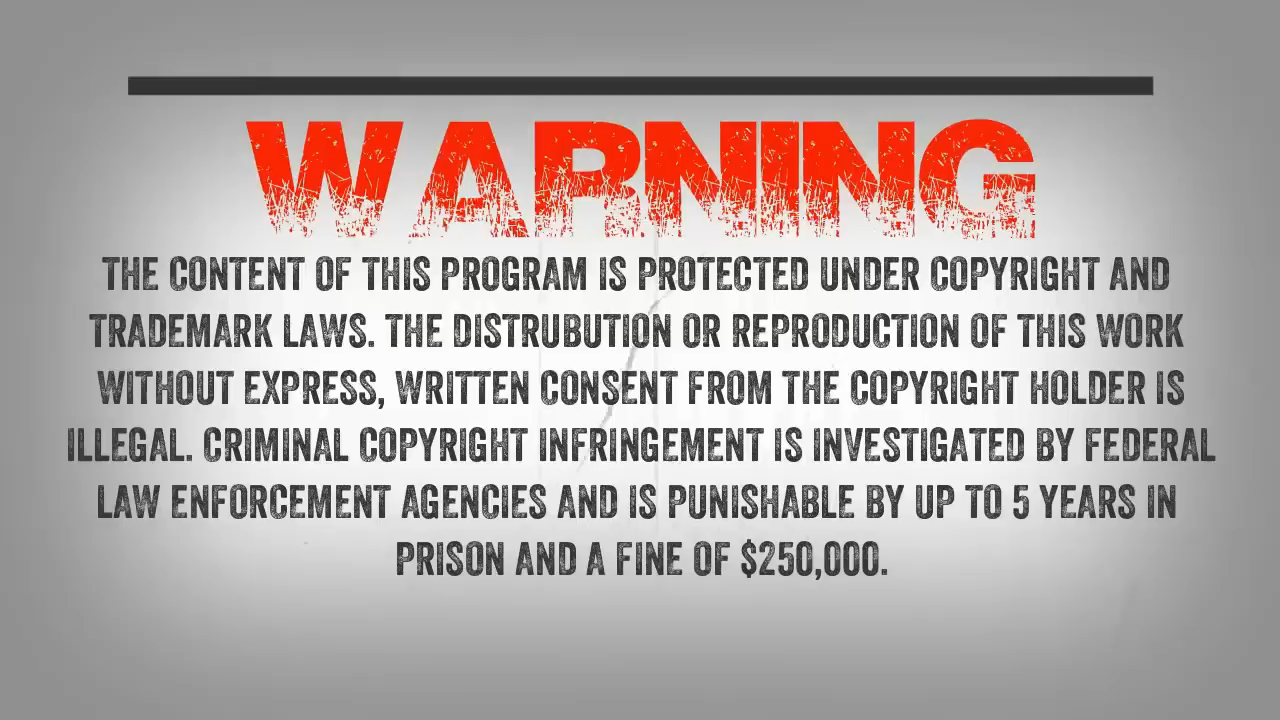 WARNING
THE CONTENT OF THIS PROGRAM IS PROTECTED UNDER COPYRIGHT AND
TRADEMARK LAWS. THE DISTRUBUTION OR REPRODUCTION OF THIS WORK
WITHOUT EXPRESS, WRITTEN CONSENT FROM THE COPYRIGHT HOLDER IS
ILLEGAL. CRIMINAL COPYRIGHT INFRINGEMENT IS INVESTIGATED BY FEDERAL
LAW ENFORCEMENT AGENCIES AND IS PUNISHABLE BY UP TO 5 YEARS IN
PRISON AND A FINE OF $250,000.